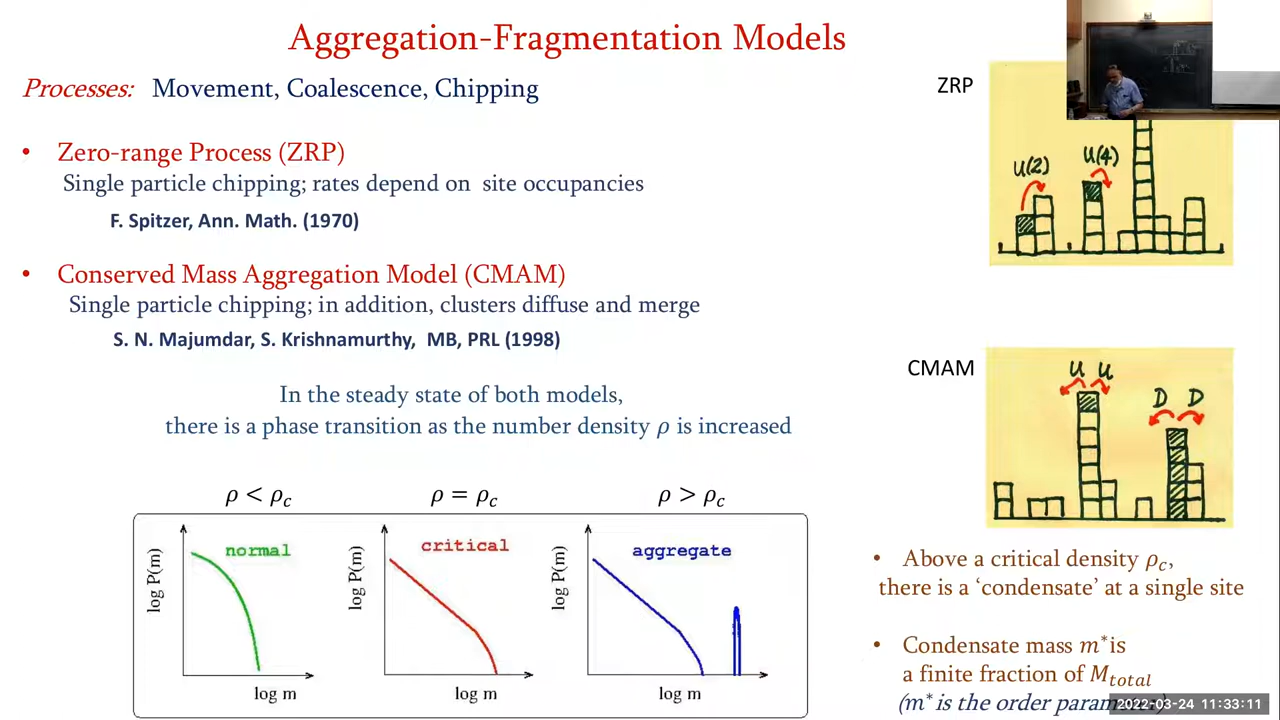 Aggregation-Fragmentation Models
Processes: Movement, Coalescence, Chipping
• Zero-range Process (ZRP)
Single particle chipping; rates depend on site occupancies
F. Spitzer, Ann. Math. (1970)
• Conserved Mass Aggregation Model (CMAM)
Single particle chipping; in addition, clusters diffuse and merge
S. N. Majumdar, S. Krishnamurthy, MB, PRL (1998)
In the steady state of both models,
there is a phase transition as the number density ρ is increased
ρ < ρc
ρ = ρc
ρ > ρc
normal
log P(m)
log m
critical
log P(m)
log m
aggregate
log P(m)
log m
ZRP
U(2)
U(4)
CMAM
U U
D D
• Above a critical density ρc,
there is a ‘condensate’ at a single site
• Condensate mass m* is
a finite fraction of Mtotal
(m* is the order
2022-03-24 11:33:11